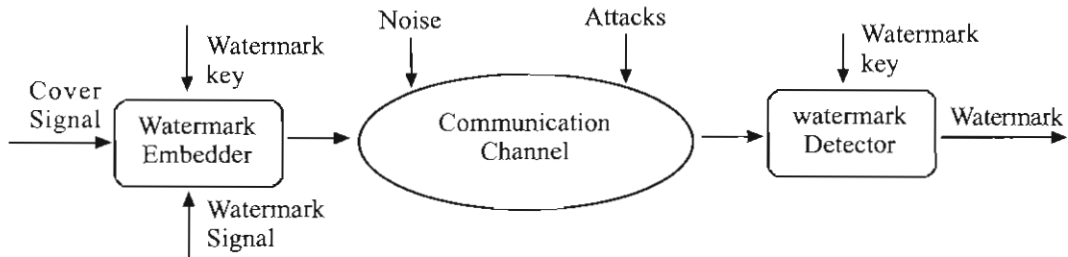 Noise
Attacks
Watermark
key
Cover
Signal
Watermark
Embedder
Watermark
Signal
Communication
Channel
Watermark
key
watermark
Detector
Watermark